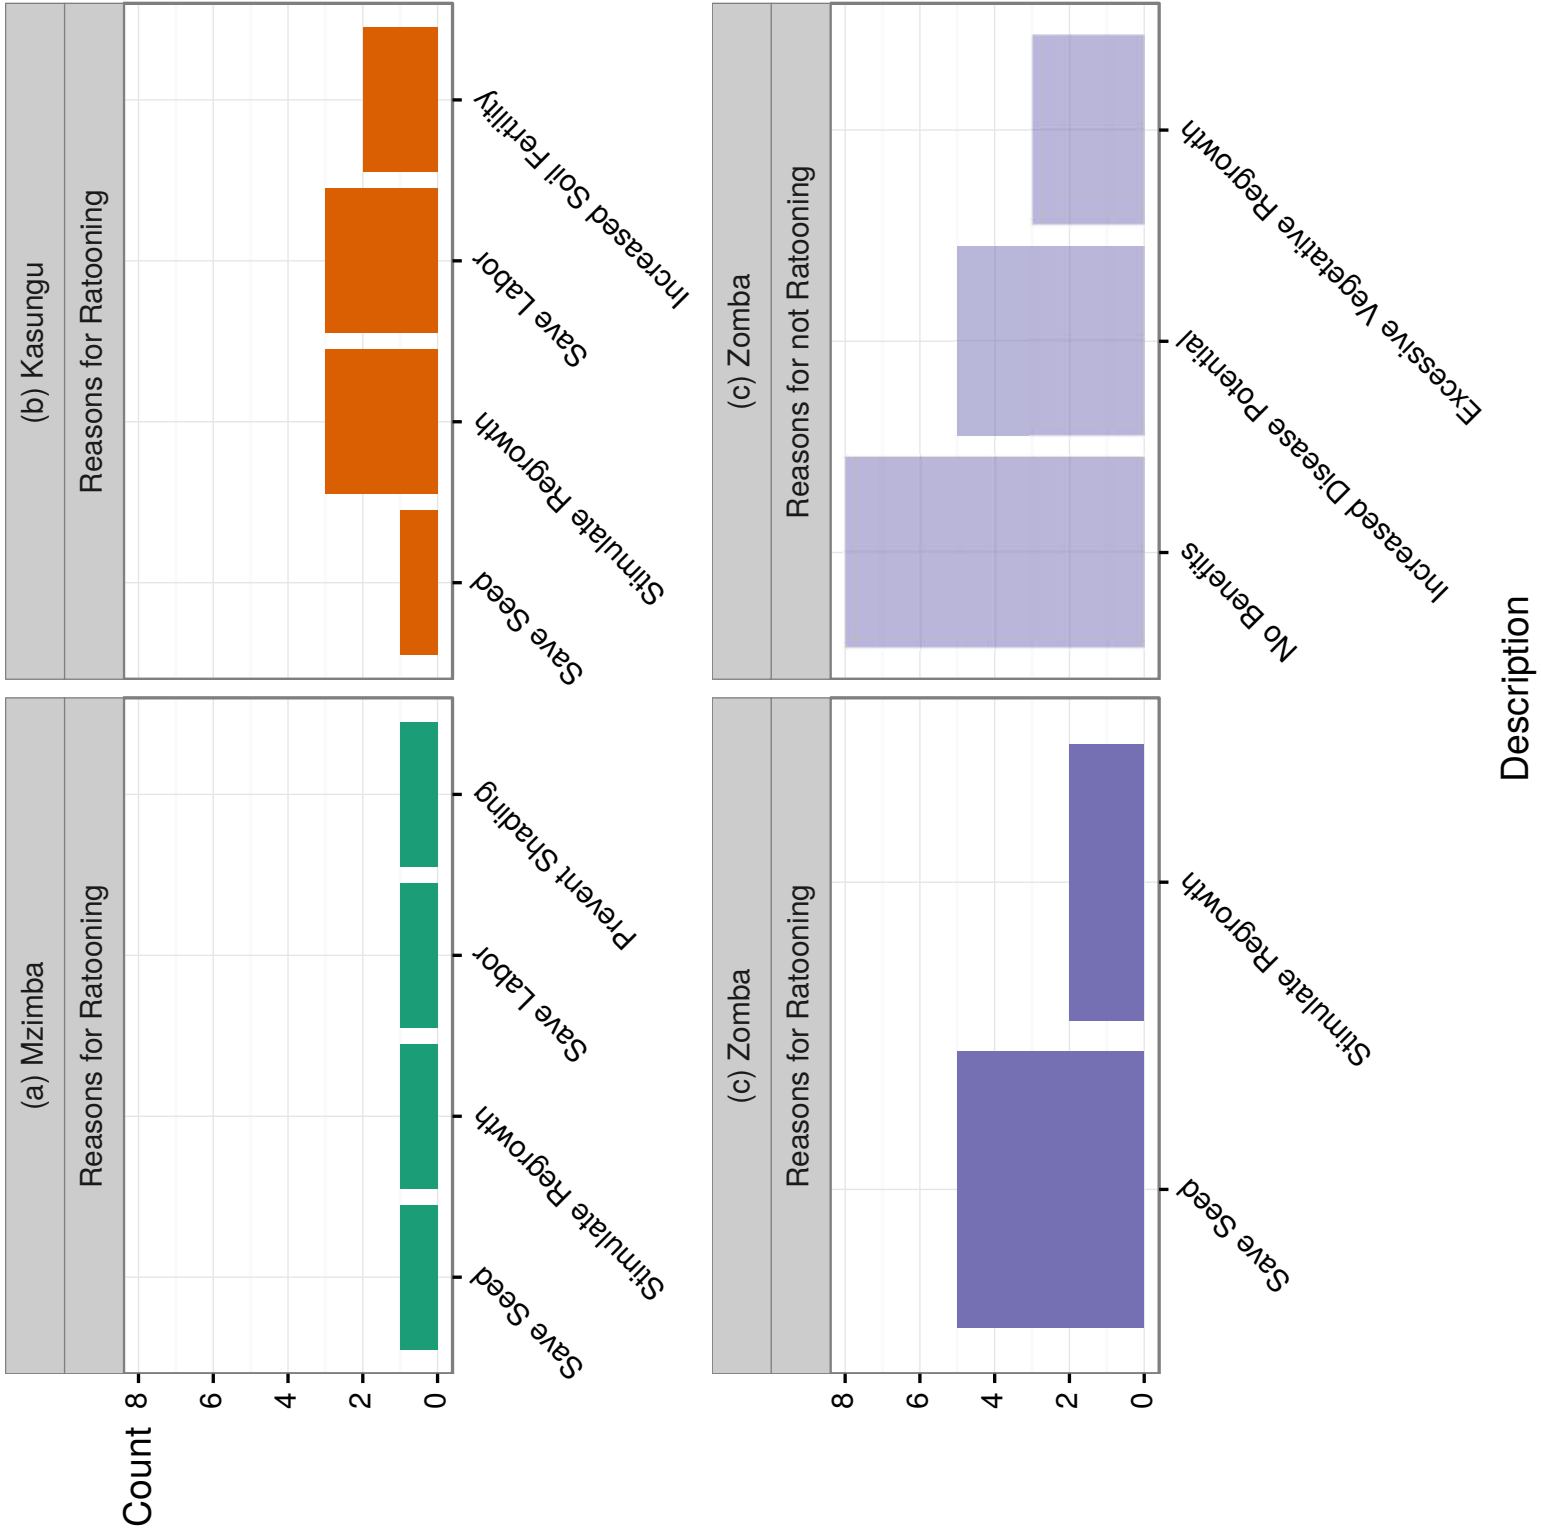 (a) Mzimba
Reasons for Ratooning
(b) Kasungu
Reasons for Ratooning
Count
8
6
4
2
0
Save Seed
Stimulate Regrowth
Save Labor
Prevent Shading
Save Seed
Stimulate Regrowth
Save Labor
Increased Soil Fertility
(c) Zomba
Reasons for Ratooning
(c) Zomba
Reasons for not Ratooning
8
6
4
2
0
Save Seed
Stimulate Regrowth
No Benefits
Increased Disease Potential
Excessive Vegetative Regrowth
Description